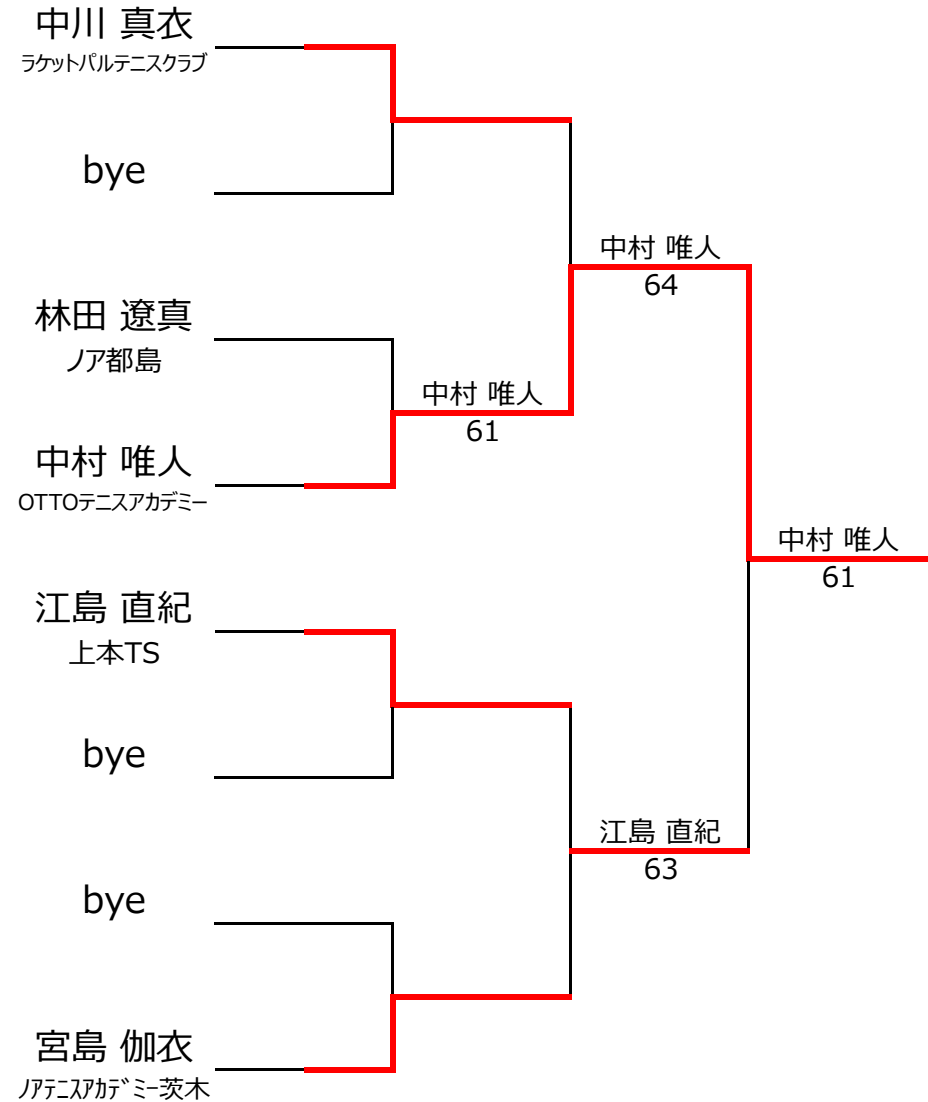 中川 真衣
ラケットパルテニスクラブ
bye
林田 遼真
ノア都島
中村 唯人
OTTOテニスアカデミー
江島 直紀
上本TS
bye
bye
宮島 伽衣
ノアテニスアカデミー茨木
中村 唯人
61
中村 唯人
64
江島 直紀
63
中村 唯人
61